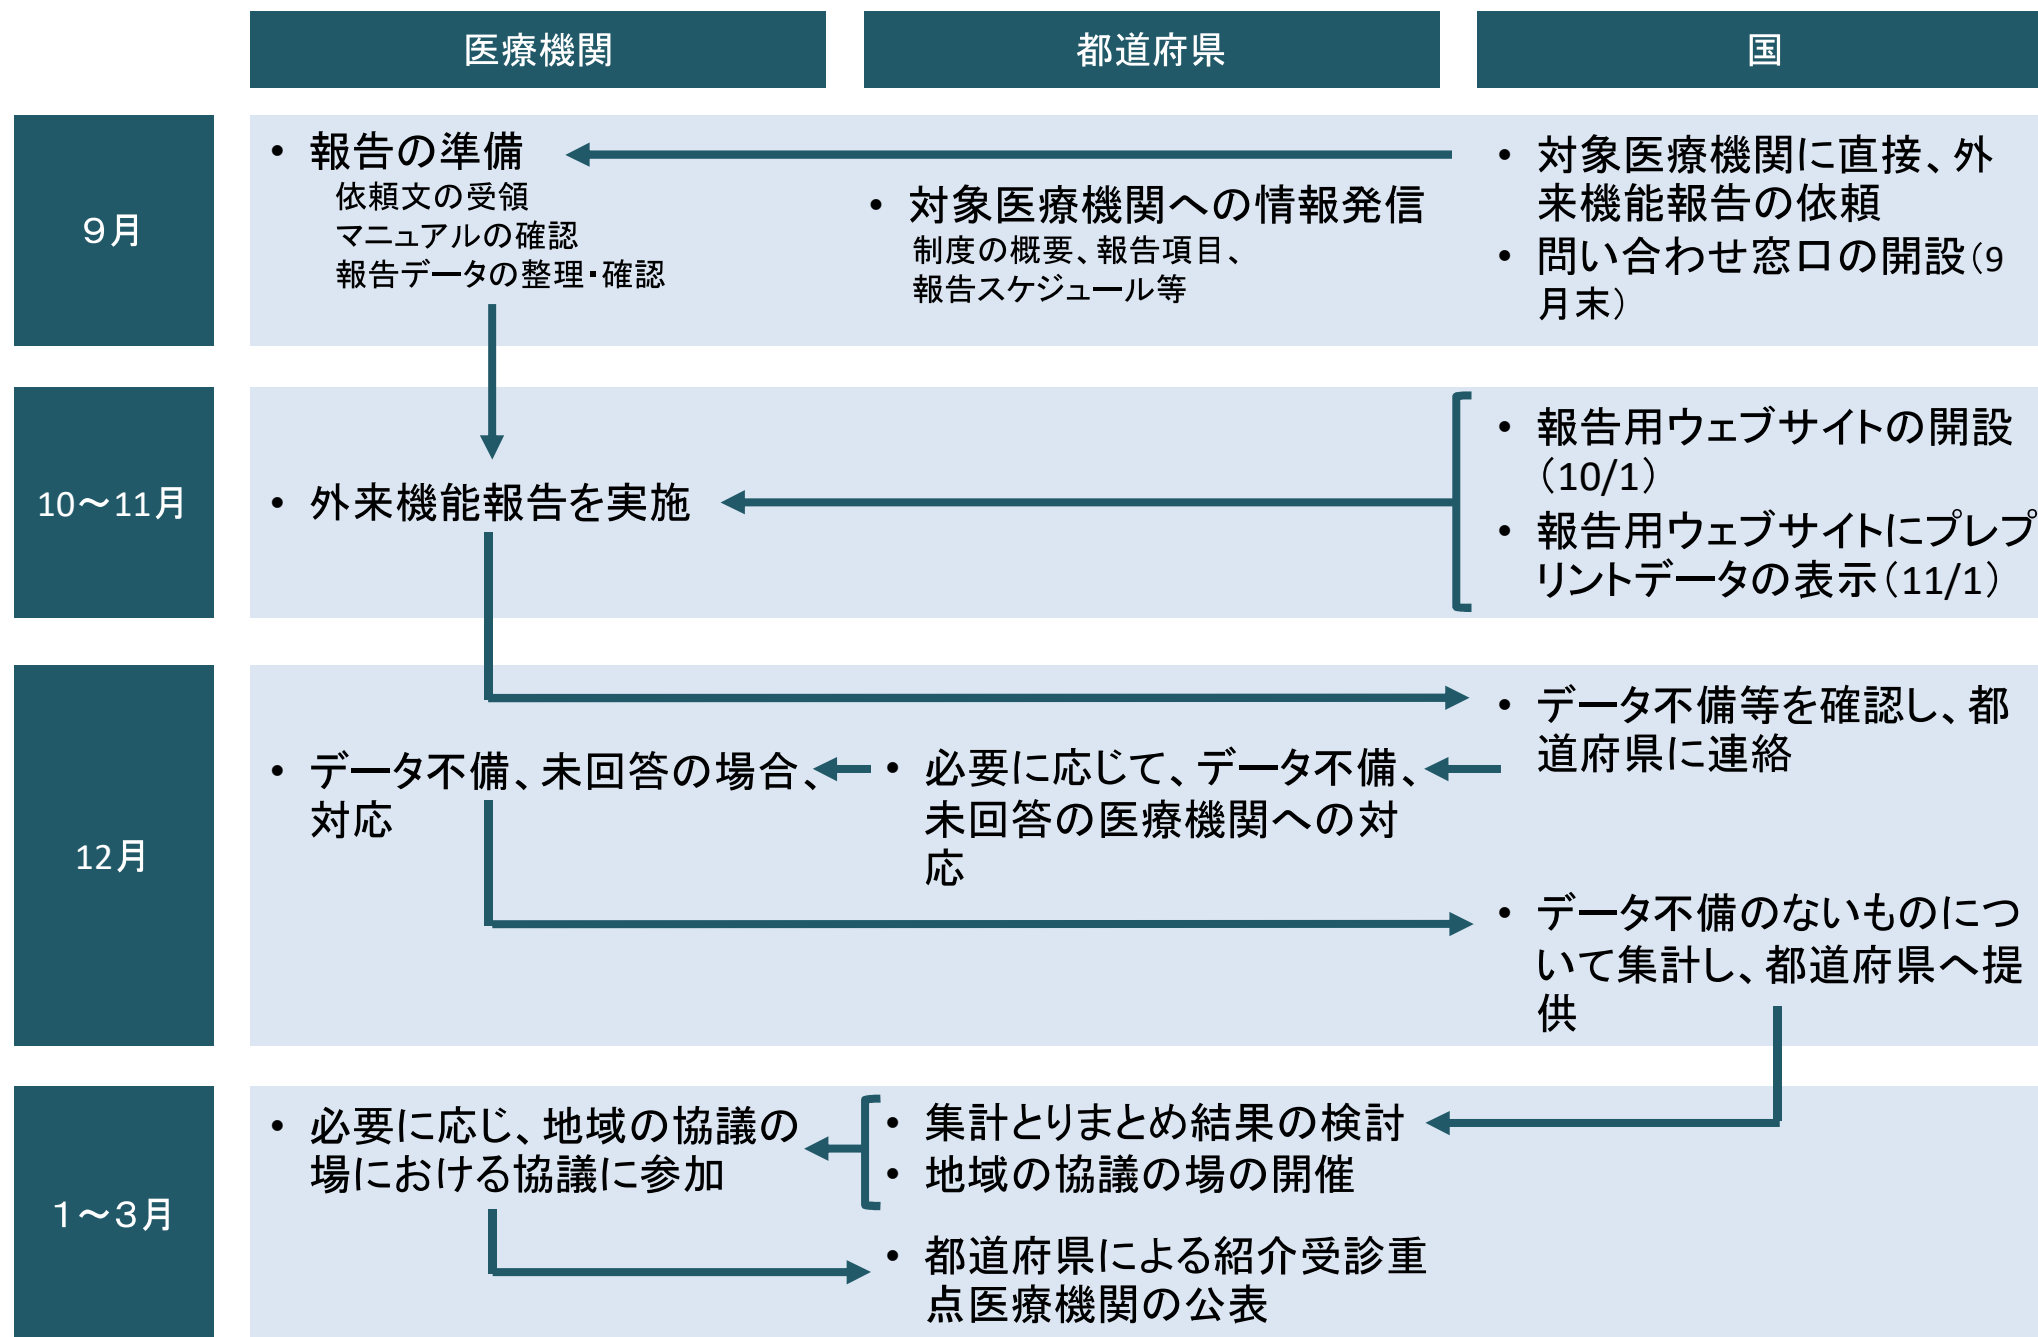 医療機関
都道府県
国
９月
• 報告の準備
依頼文の受領
マニュアルの確認
報告データの整理・確認
• 対象医療機関への情報発信
制度の概要、報告項目、
報告スケジュール等
• 対象医療機関に直接、外
来機能報告の依頼
• 問い合わせ窓口の開設（9
月末）
10～11月
• 外来機能報告を実施
• 報告用ウェブサイトの開設
（10/1）
• 報告用ウェブサイトにプレプ
リントデータの表示（11/1）
12月
• データ不備、未回答の場合、
対応
• 必要に応じて、データ不備、
未回答の医療機関への対
応
• データ不備等を確認し、都
道府県に連絡
• データ不備のないものにつ
いて集計し、都道府県へ提
供
１～３月
• 必要に応じ、地域の協議の
場における協議に参加
• 集計とりまとめ結果の検討
• 地域の協議の場の開催
• 都道府県による紹介受診重
点医療機関の公表